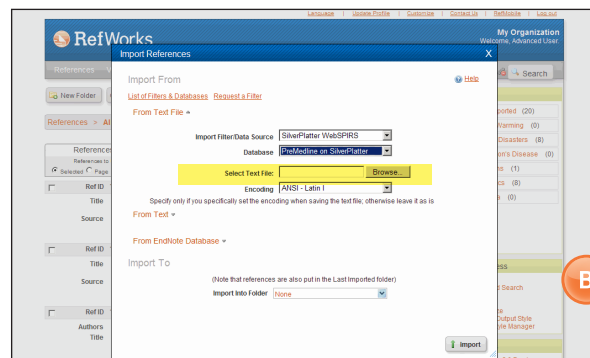 Language | Update Profile | Customize | Contact Us | RefMobile | Log out
RefWorks
My Organization
Welcome, Advanced User.
Import References X
References
Search
Import From
Help
New Folder
List of Filters & Databases Request a Filter
From Text File
ported (20)
Warming (0)
References > Al
Disasters (8)
Import Filter/Data Source SilverPlatter WebSPIRS
Database PreMedline on SilverPlatter
on's Disease (0)
References to
Select Text File: Browse...
ns (1)
Selected Page
Encoding ANSI - Latin I
cs (8)
Ref ID
Title
Specify only if you specifically set the encoding when saving the text file; otherwise leave it as is
(0)
Source
From Text
From EndNote Database
Ref ID
Title
Import To
ess
Source
(Note that references are also put in the Last Imported folder)
Import Into Folder None
d Search
B
Ref ID
Authors
Output Style
Title
yle Manager
Import